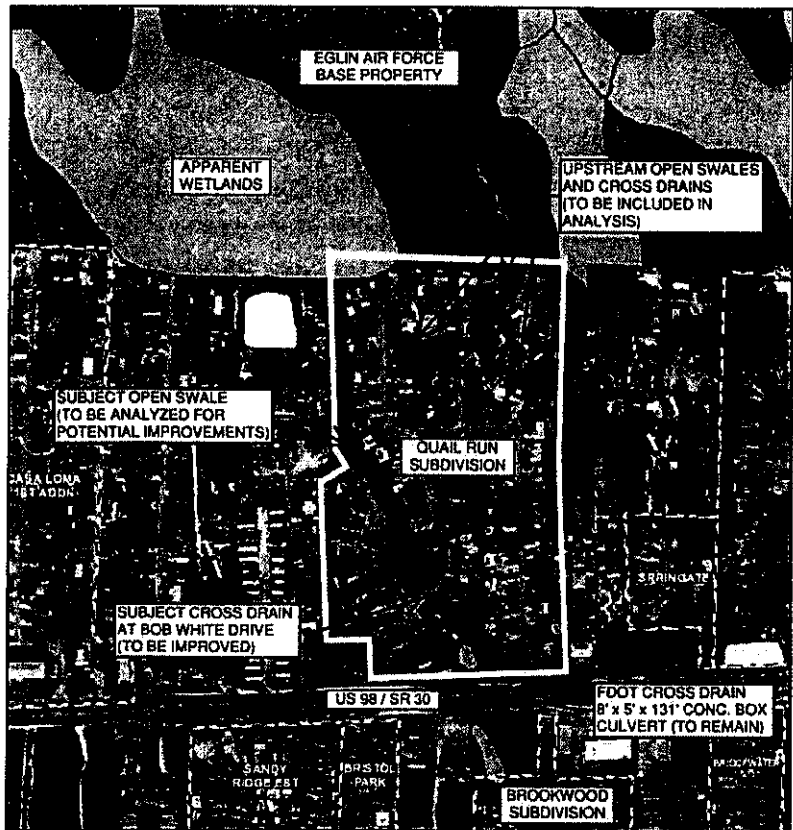 EGLIN AIR FORCE
BASE PROPERTY
APPARENT
WETLANDS
UPSTREAM OPEN SWALES
AND CROSS DRAINS
(TO BE INCLUDED IN
ANALYSIS)
SUBJECT OPEN SWALE
(TO BE ANALYZED FOR
POTENTIAL IMPROVEMENTS)
QUAIL RUN
SUBDIVISION
SUBJECT CROSS DRAIN
AT BOB WHITE DRIVE
(TO BE IMPROVED)
US 98 / SR 30
FDOT CROSS DRAIN
8' x 5' x 131' CONC. BOX
CULVERT (TO REMAIN)
SANDY
RIDGE EST
BRISTOL
PARK
BROOKWOOD
SUBDIVISION